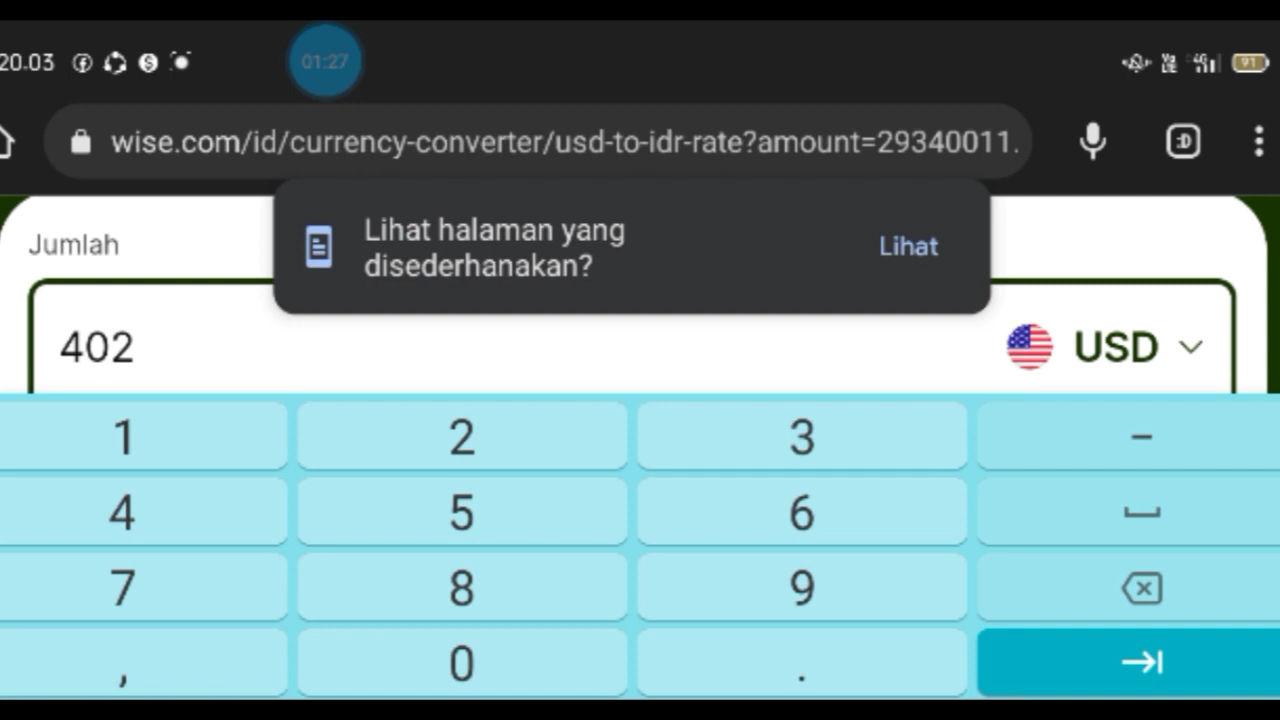 20.03
01:27
91
wise.com/id/currency-converter/usd-to-idr-rate?amount=29340011.
Lihat halaman yang
disederhanakan?
Lihat
Jumlah
402
USD
1 2 3 -
4 5 6
7 8 9
, 0 .